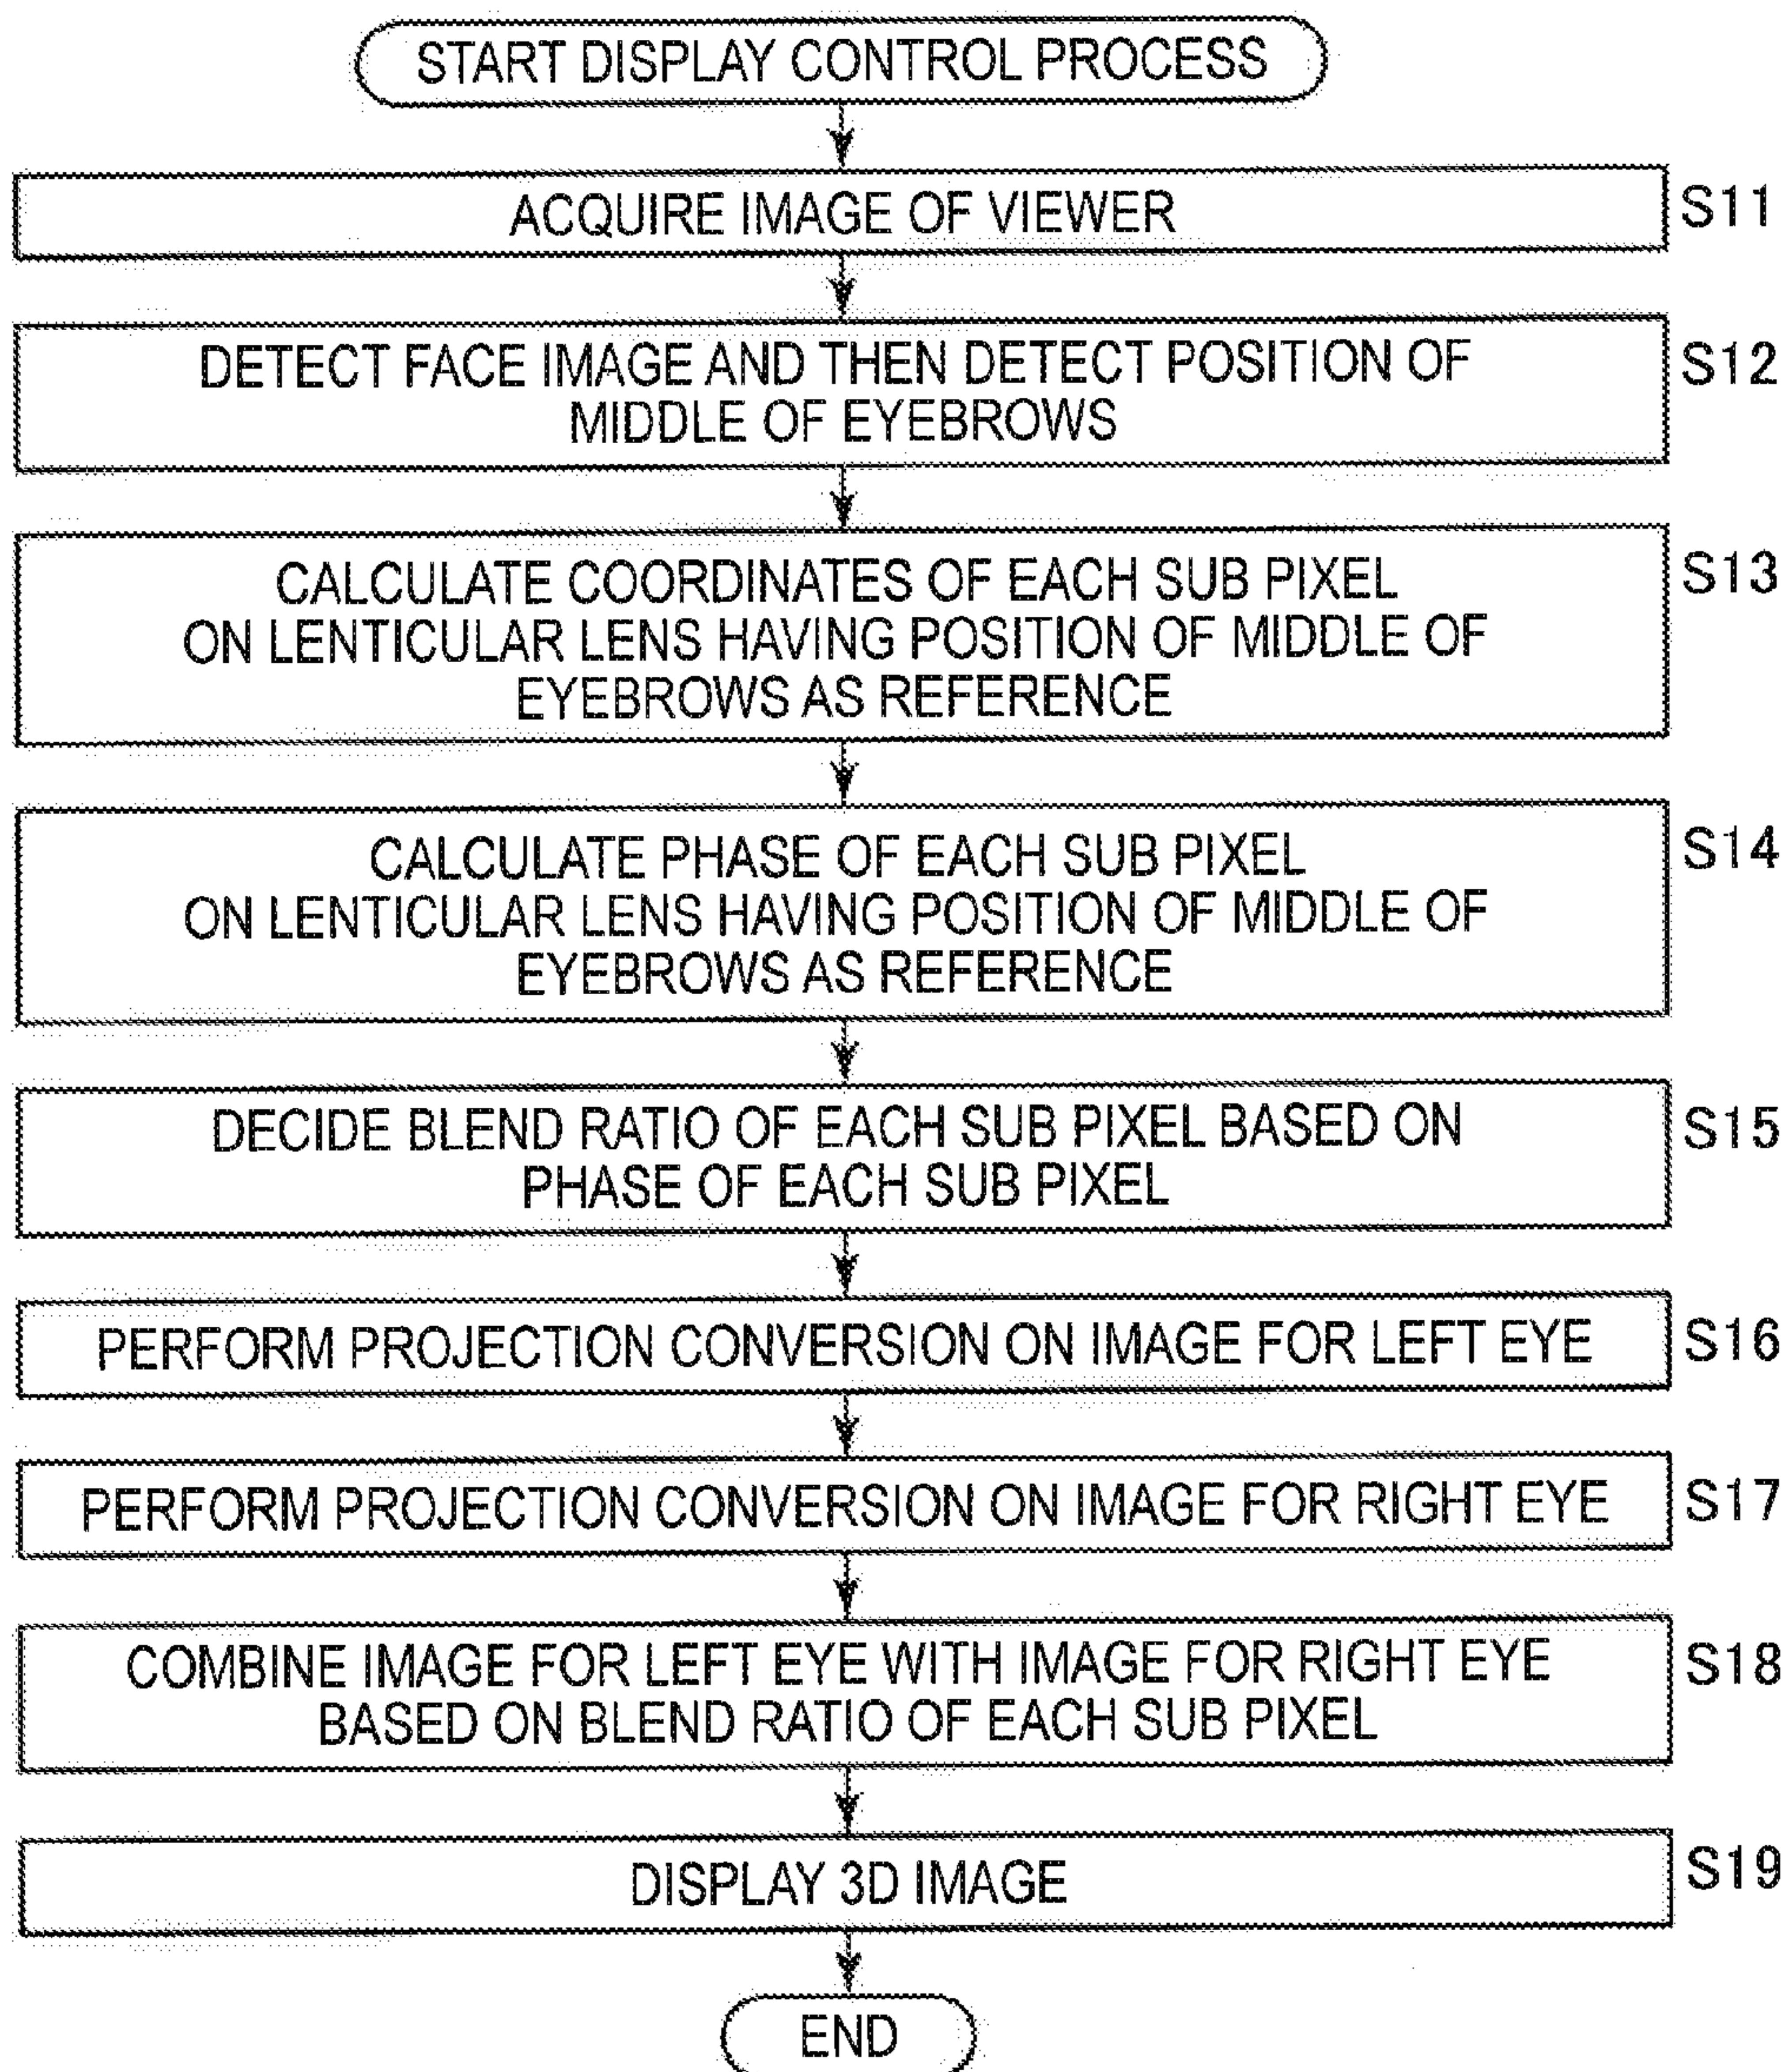 START DISPLAY CONTROL PROCESS
ACQUIRE IMAGE OF VIEWER
S11
DETECT FACE IMAGE AND THEN DETECT POSITION OF
MIDDLE OF EYEBROWS
S12
CALCULATE COORDINATES OF EACH SUB PIXEL
ON LENTICULAR LENS HAVING POSITION OF MIDDLE OF
EYEBROWS AS REFERENCE
S13
CALCULATE PHASE OF EACH SUB PIXEL
ON LENTICULAR LENS HAVING POSITION OF MIDDLE OF
EYEBROWS AS REFERENCE
S14
DECIDE BLEND RATIO OF EACH SUB PIXEL BASED ON
PHASE OF EACH SUB PIXEL
S15
PERFORM PROJECTION CONVERSION ON IMAGE FOR LEFT EYE
S16
PERFORM PROJECTION CONVERSION ON IMAGE FOR RIGHT EYE
S17
COMBINE IMAGE FOR LEFT EYE WITH IMAGE FOR RIGHT EYE
BASED ON BLEND RATIO OF EACH SUB PIXEL
S18
DISPLAY 3D IMAGE
S19
END